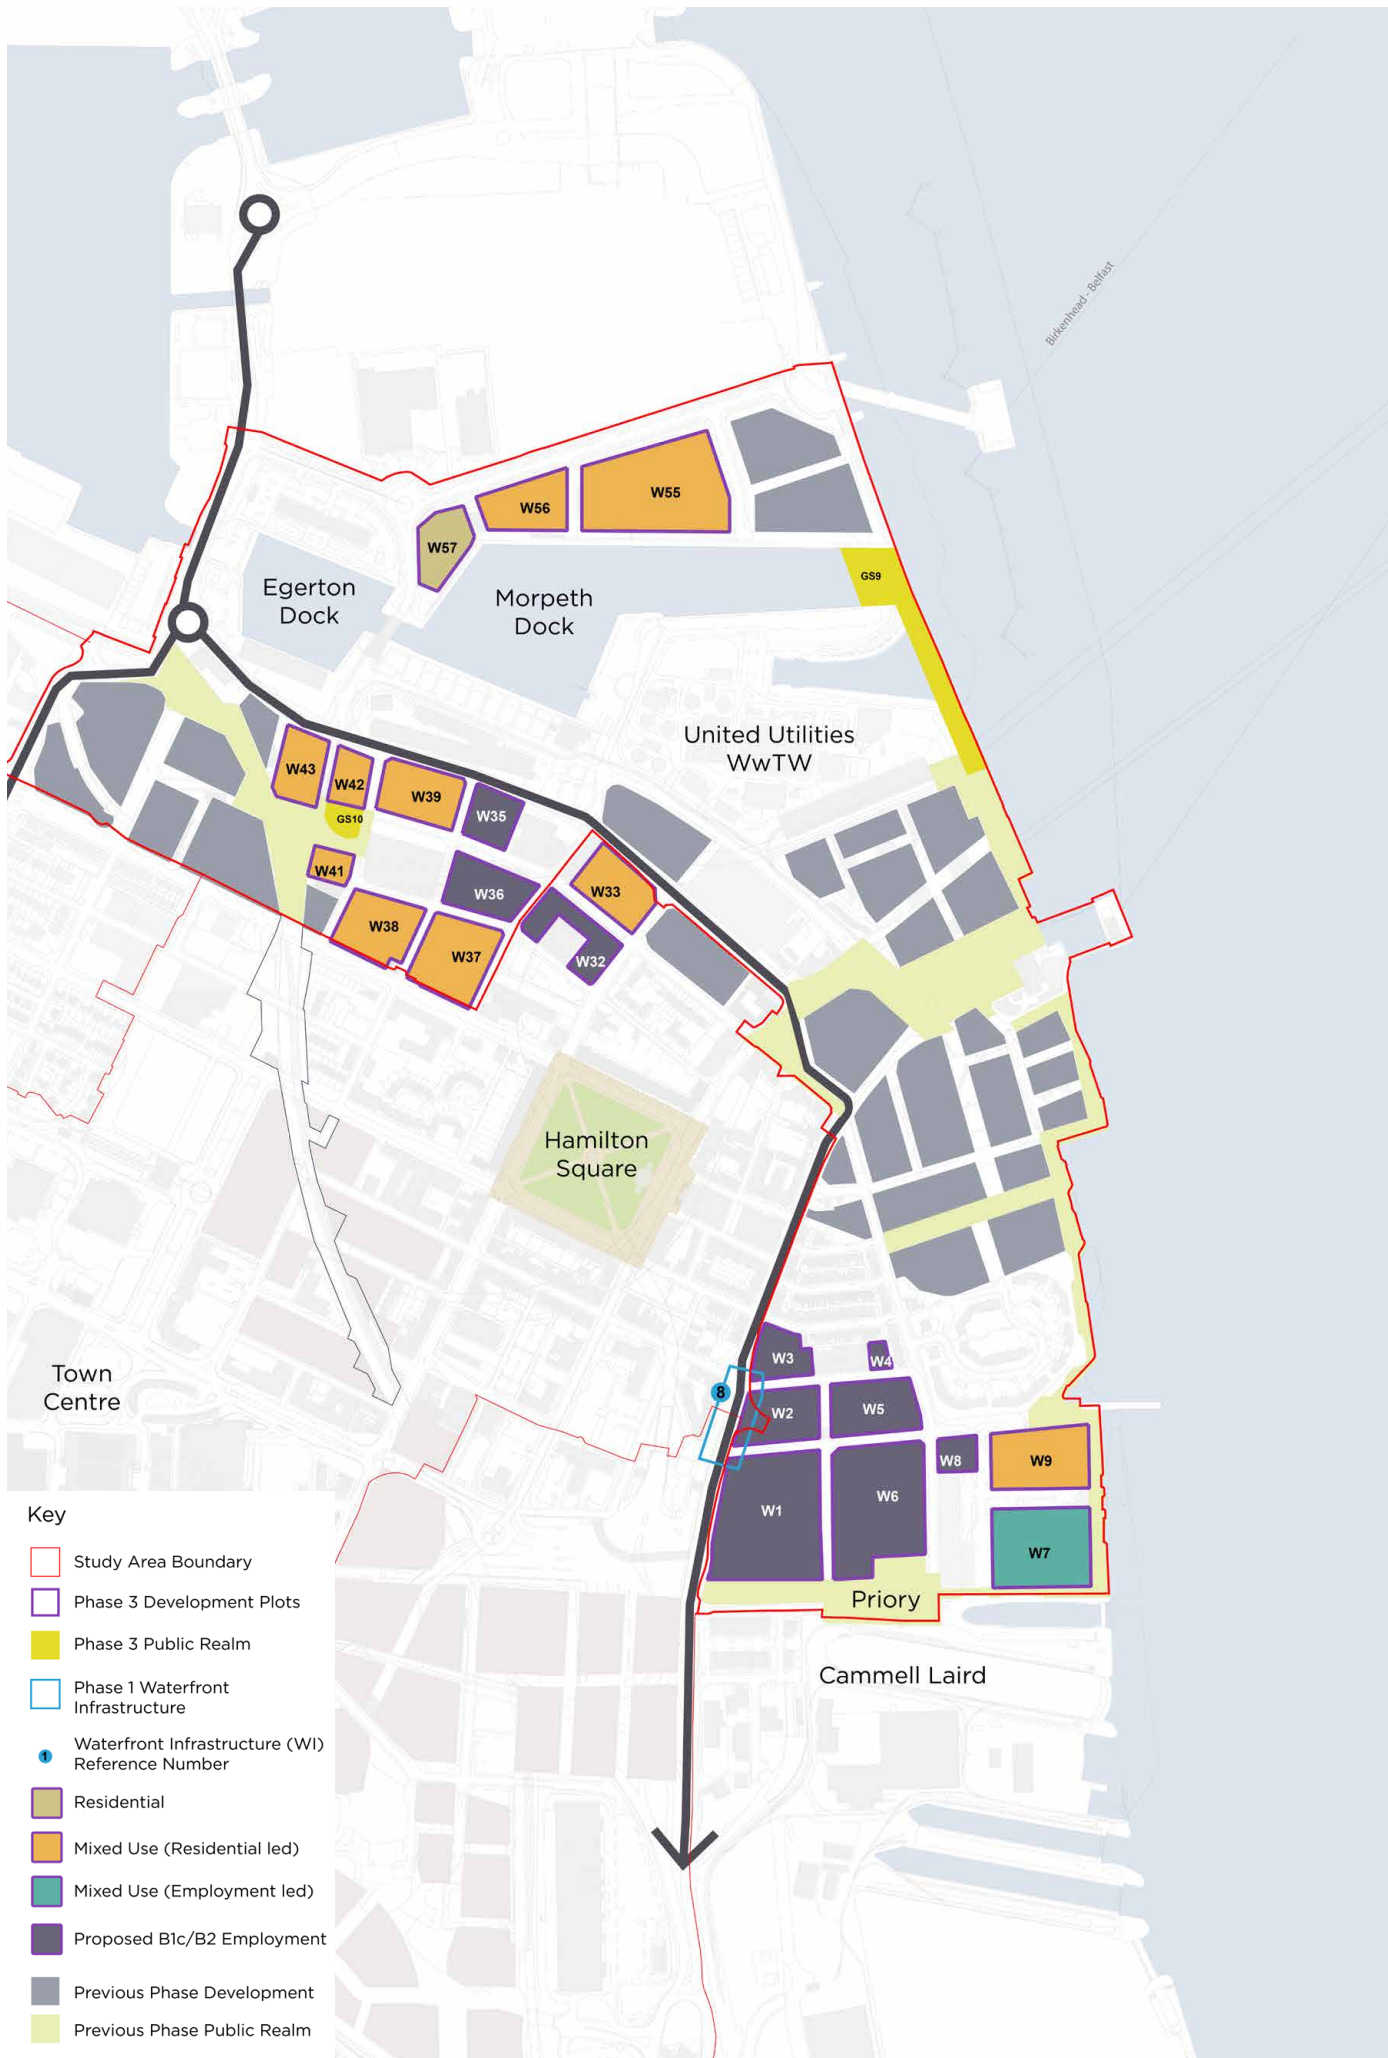 Birkenhead - Belfast
W55
W56
W57
GS9
Egerton
Dock
Morpeth
Dock
United Utilities
WwTW
W43
W42
W39
W35
GS10
W41
W36
W33
W38
W37
W32
Hamilton
Square
Town
Centre
W3
W4
8
W2
W5
W8
W9
W1
W6
W7
Priory
Cammell Laird
Key
Study Area Boundary
Phase 3 Development Plots
Phase 3 Public Realm
Phase 1 Waterfront
Infrastructure
1
Waterfront Infrastructure (WI)
Reference Number
Residential
Mixed Use (Residential led)
Mixed Use (Employment led)
Proposed B1c/B2 Employment
Previous Phase Development
Previous Phase Public Realm